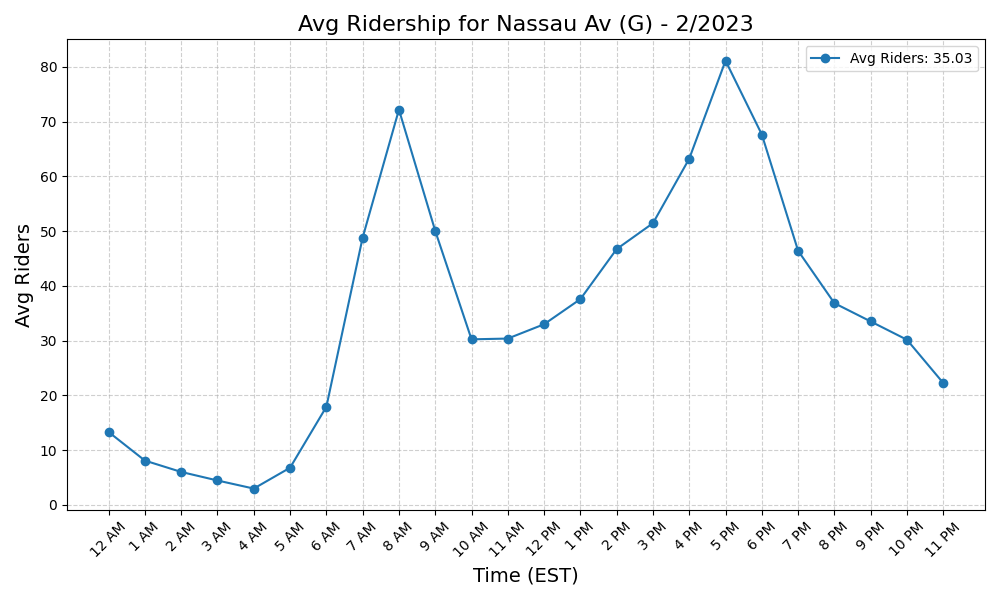 Avg Ridership for Nassau Av (G) - 2/2023
Avg Riders: 35.03
Avg Riders
80
70
60
50
40
30
20
10
0
12 AM
1 AM
2 AM
3 AM
4 AM
5 AM
6 AM
7 AM
8 AM
9 AM
10 AM
11 AM
12 PM
1 PM
2 PM
3 PM
4 PM
5 PM
6 PM
7 PM
8 PM
9 PM
10 PM
11 PM
Time (EST)